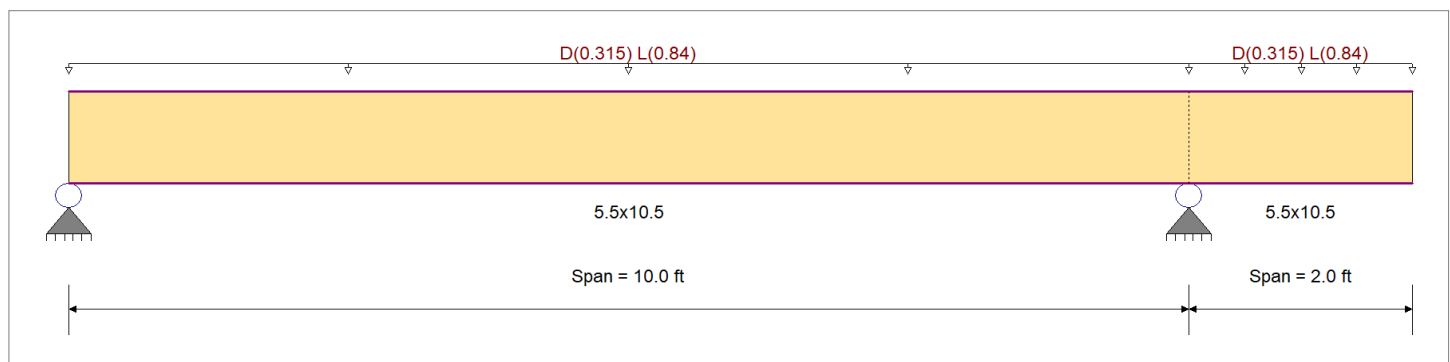 D(0.315) L(0.84) D(0.315) L(0.84)
5.5x10.5 5.5x10.5
Span = 10.0 ft Span = 2.0 ft